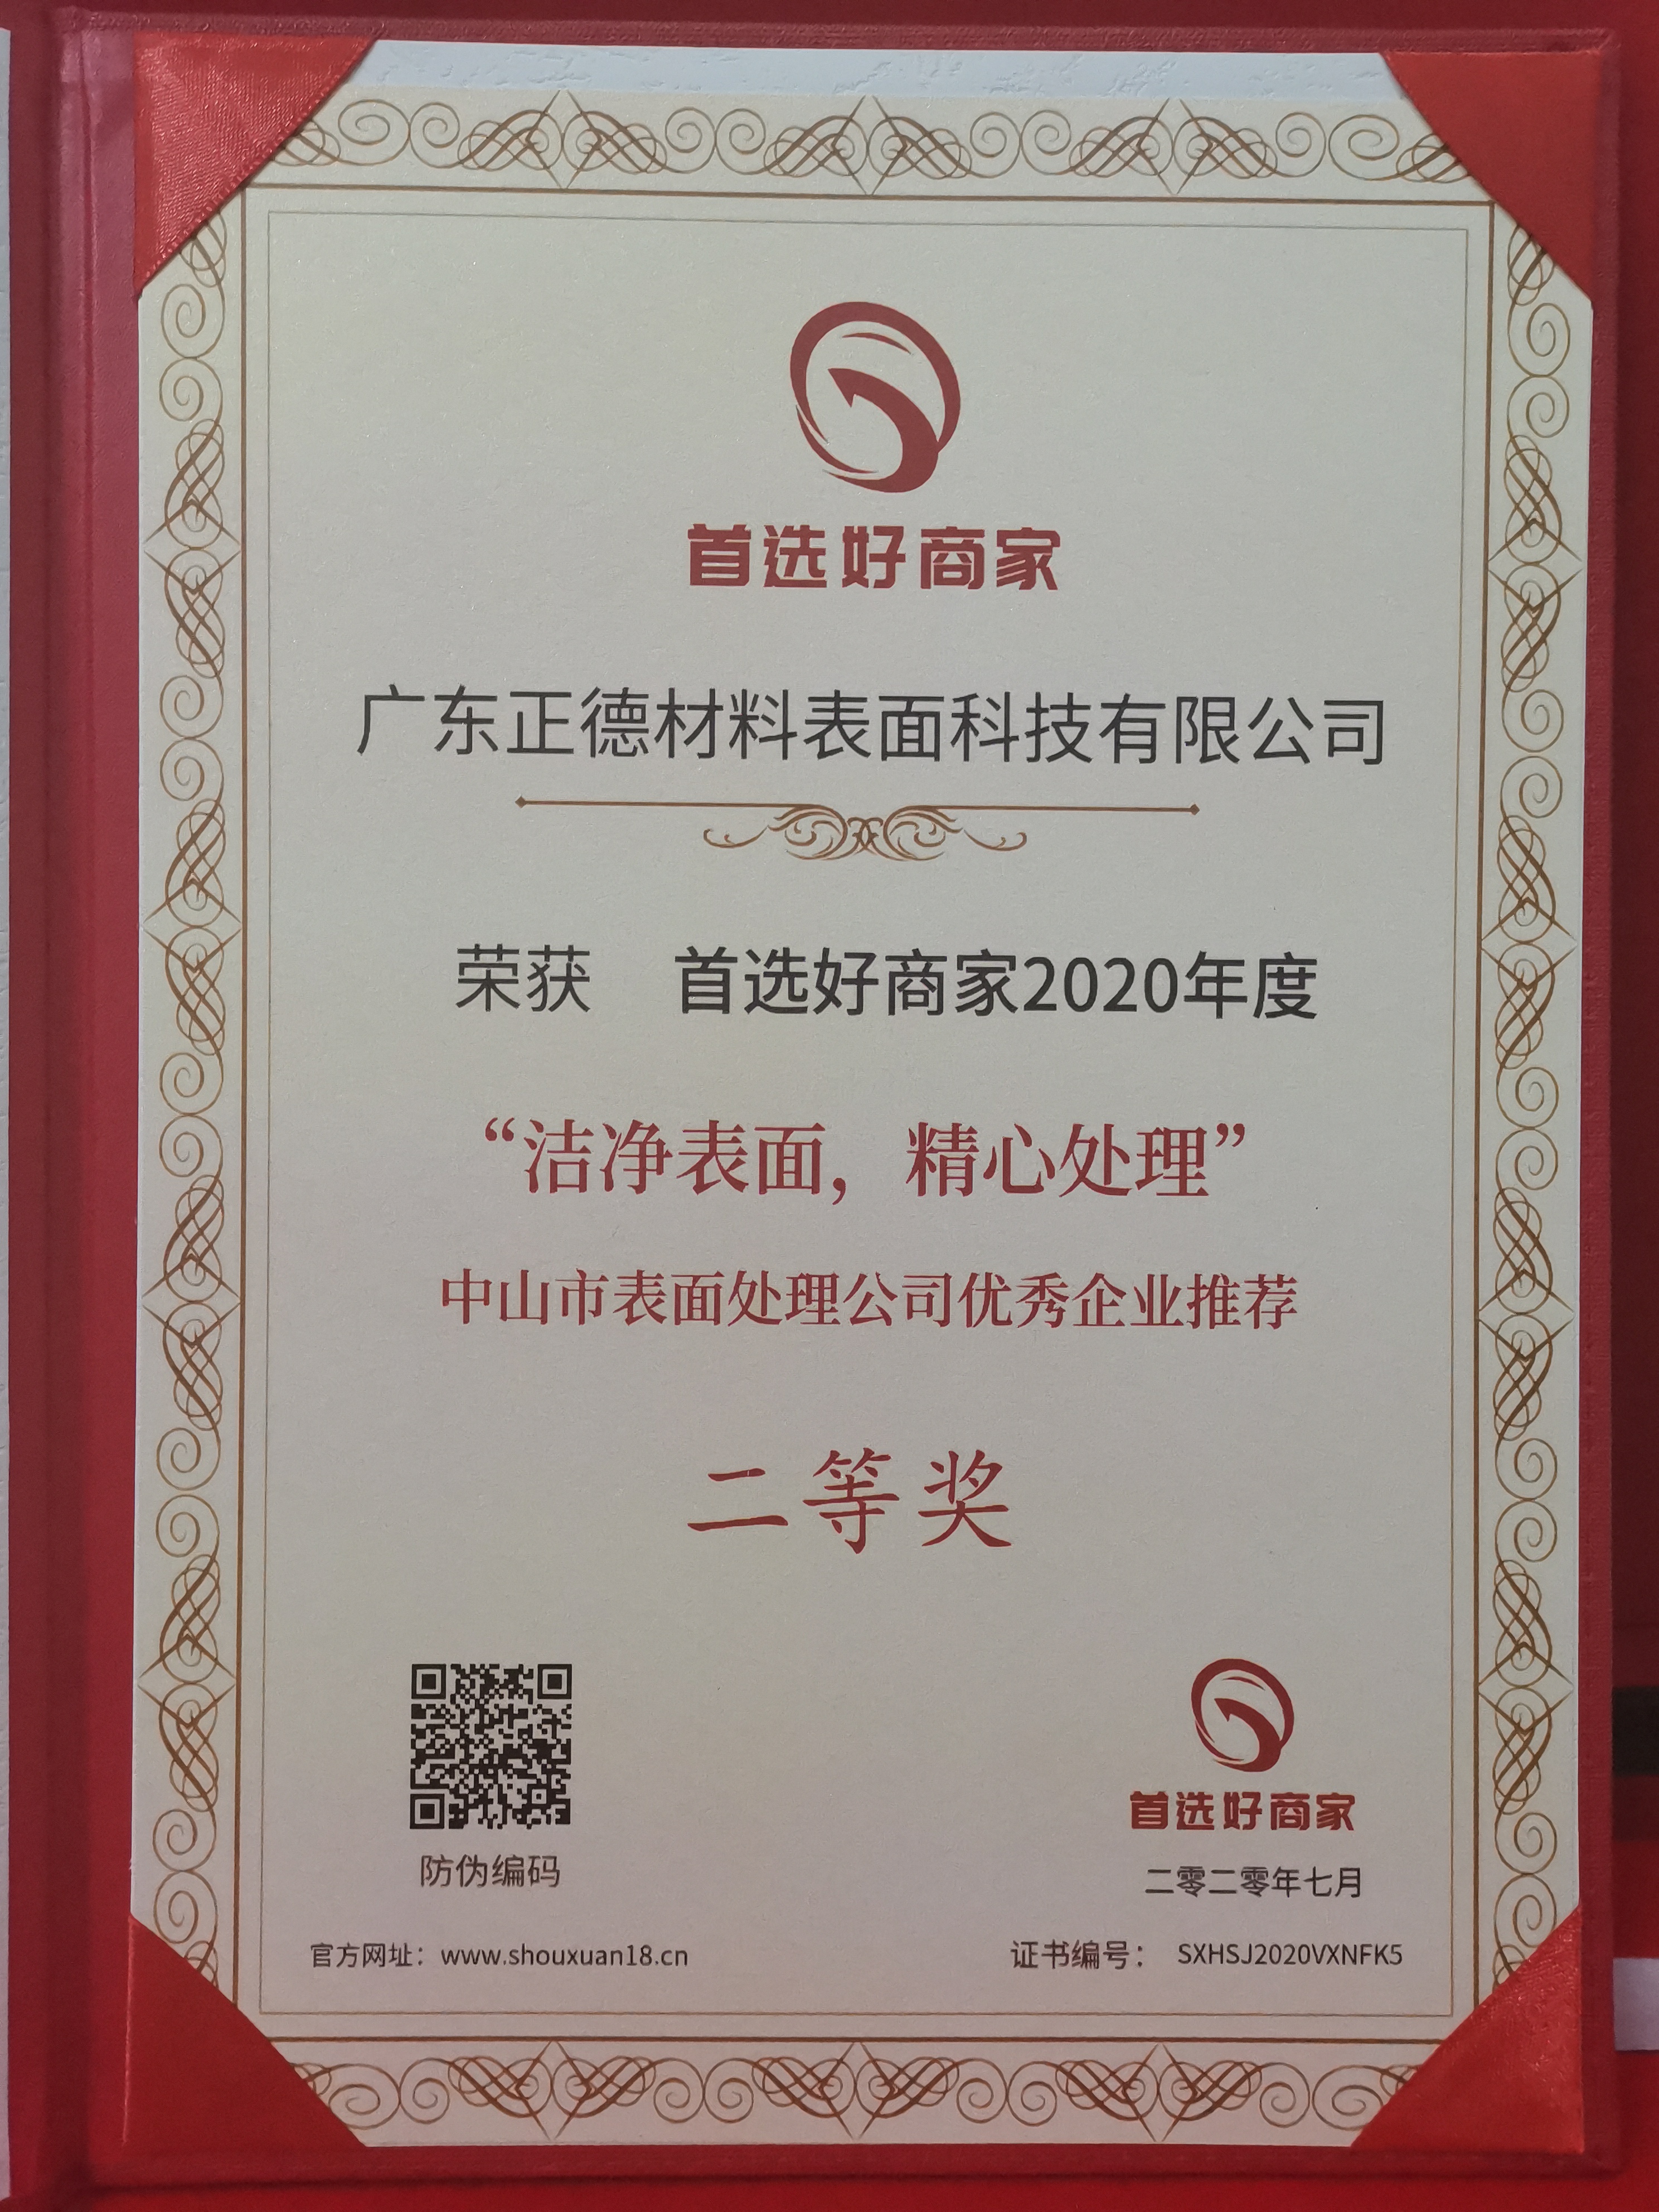 首选好商家
广东正德材料表面科技有限公司
荣获 首选好商家2020年度
“洁净表面，精心处理”
中山市表面处理公司优秀企业推荐
二等奖
防伪编码
首选好商家
二零二零年七月
官方网址：www.shouxuan18.cn
证书编号： SXHSJ2020VXNFK5